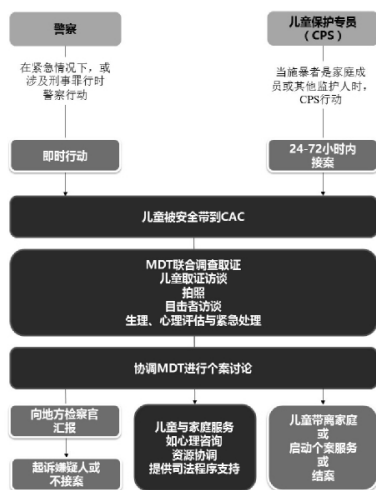 警察
儿童保护专员
（CPS）
在紧急情况下，或
涉及刑事罪行时
警察行动
当施暴者是家庭成
员或其他监护人时，
CPS行动
即时行动
24-72小时内
接案
儿童被安全带到CAC
MDT联合调查取证
儿童取证访谈
拍照
目击者访谈
生理、心理评估与紧急处理
协调MDT进行个案讨论
向地方检察官
汇报
起诉嫌疑人或
不接案
儿童与家庭服务
如心理咨询
资源协调
提供司法程序支持
儿童带离家庭
或
启动个案服务
或
结案